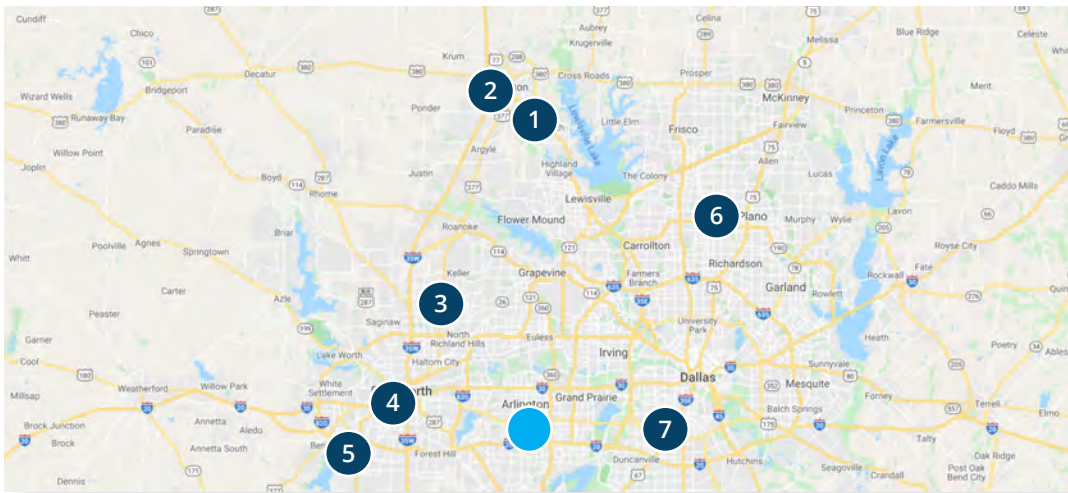 Cundiff
Chico
Aubrey
Krugerville
Celina
Melissa
Blue Ridge
Celeste
Krum
Cross Roads
Prosper
Decatur
Bridgeport
Wizard Wells
Runaway Bay
Ponder
2
1
Little Elm
Lewisville Lake
Frisco
McKinney
Princeton
Farmersville
Floyd
Merit
Fairview
Paradise
Willow Point
Joplin
Argyle
Justin
Highland
Village
The Colony
Allen
Lucas
Lavon Lake
Caddo Mills
Boyd
Rhome
Lewisville
Flower Mound
6
Plano
Murphy
Wylie
Lavon
Briar
Roanoke
Carrollton
Royse City
Poolville
Agnes
Springtown
Whitt
Keller
Grapevine
Farmers
Branch
Richardson
Garland
Rowlett
Rockwall
Fate
Carter
Azle
3
Peaster
Saginaw
North
Richland Hills
Euless
University
Park
Heath
Garner
Lake Worth
Haltom City
Irving
Poetry
Cool
Sunnyvale
Millsap
Weatherford
Willow Park
White
Settlement
4
Arlington
Grand Prairie
Dallas
Mesquite
Forney
Terrell
Elmo
Balch Springs
Annetta
Aledo
Brock Junction
Brock
Annetta South
5
Forest Hill
7
Duncanville
Hutchins
Seagoville
Crandall
Talty
Oak Ridge
Post Oak
Bend City
Dennis